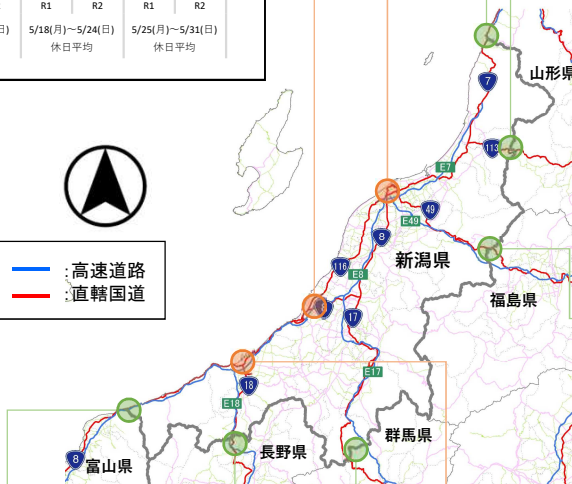 R1 R2 R1 R2
5/18(月)～5/24(日) 5/25(月)～5/31(日)
休日平均 休日平均
山形県
7
113
E7
49
E49
8
新潟県
116
E8
福島県
:高速道路
:直轄国道
17
E17
18
E18
群馬県
長野県
8
富山県